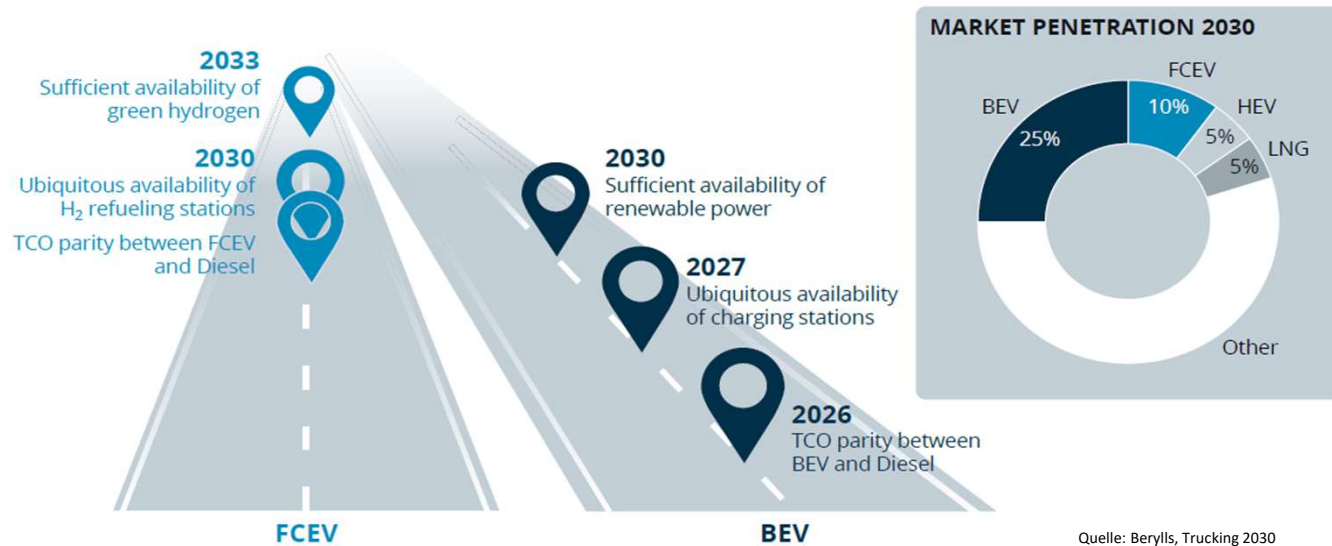 2033
Sufficient availability of
green hydrogen
2030
Ubiquitous availability of
H₂ refueling stations
TCO parity between FCEV
and Diesel
FCEV
2030
Sufficient availability of
renewable power
2027
Ubiquitous availability
of charging stations
2026
TCO parity between
BEV and Diesel
BEV
MARKET PENETRATION 2030
FCEV
10%
HEV
5%
LNG
5%
BEV
25%
Other
Quelle: Berylls, Trucking 2030